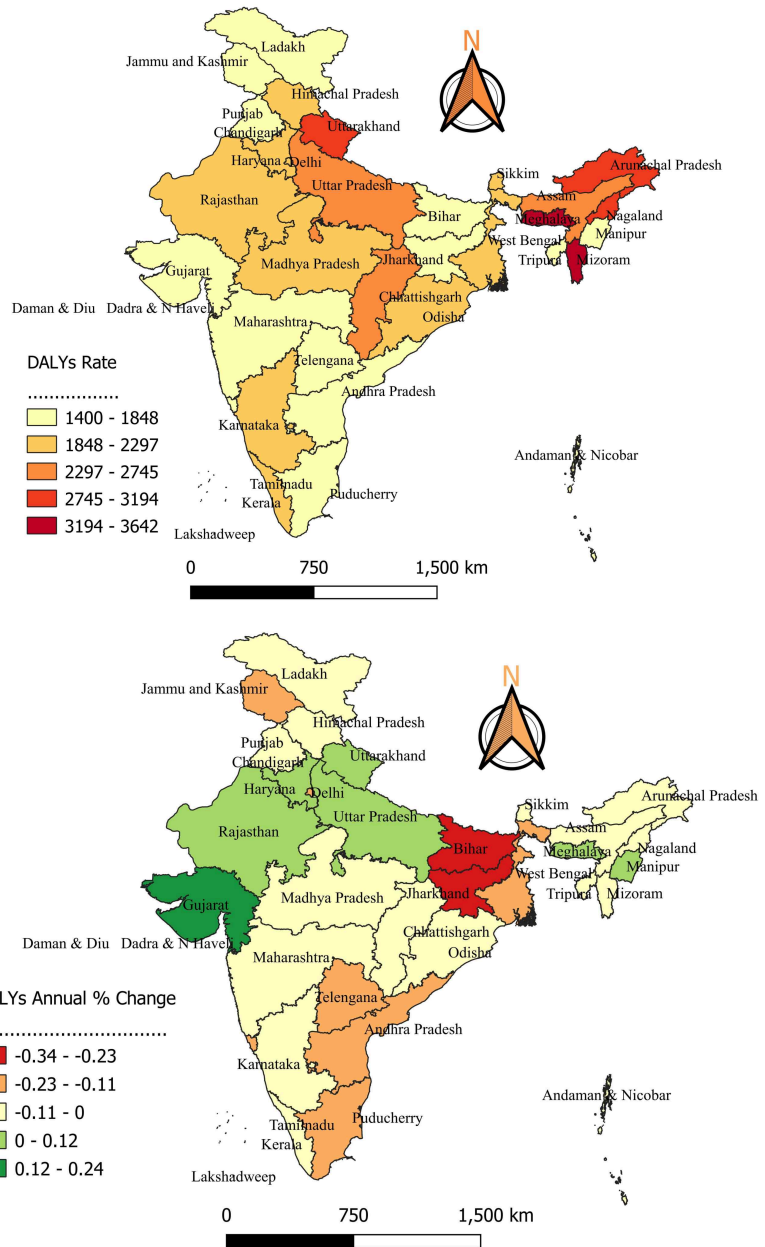 N
Ladakh
Jammu and Kashmir
Himachal Pradesh
Punjab
Chandigarh
Uttarakhand
Haryana
Delhi
Arunachal Pradesh
Sikkim
Uttar Pradesh
Assam
Rajasthan
Bihar
Meghalaya
Nagaland
Manipur
West Bengal
Jharkhand
Tripura
Mizoram
Madhya Pradesh
Gujarat
Chhattishgarh
Daman & Diu
Dadra & N Haveli
Odisha
Maharashtra
Telengana
Andhra Pradesh
Karnataka
Andaman & Nicobar
Tamilnadu
Puducherry
Kerala
Lakshadweep
DALYs Rate
.................
1400 - 1848
1848 - 2297
2297 - 2745
2745 - 3194
3194 - 3642
0 750 1,500 km
N
Ladakh
Jammu and Kashmir
Himachal Pradesh
Punjab
Chandigarh
Uttarakhand
Haryana
Delhi
Arunachal Pradesh
Sikkim
Uttar Pradesh
Assam
Rajasthan
Bihar
Meghalaya
Nagaland
Manipur
West Bengal
Jharkhand
Tripura
Mizoram
Madhya Pradesh
Gujarat
Chhattishgarh
Daman & Diu
Dadra & N Haveli
Odisha
Maharashtra
Telengana
Andhra Pradesh
Karnataka
Andaman & Nicobar
Tamilnadu
Puducherry
Kerala
Lakshadweep
LYs Annual % Change
..............................
-0.34 - -0.23
-0.23 - -0.11
-0.11 - 0
0 - 0.12
0.12 - 0.24
0 750 1,500 km